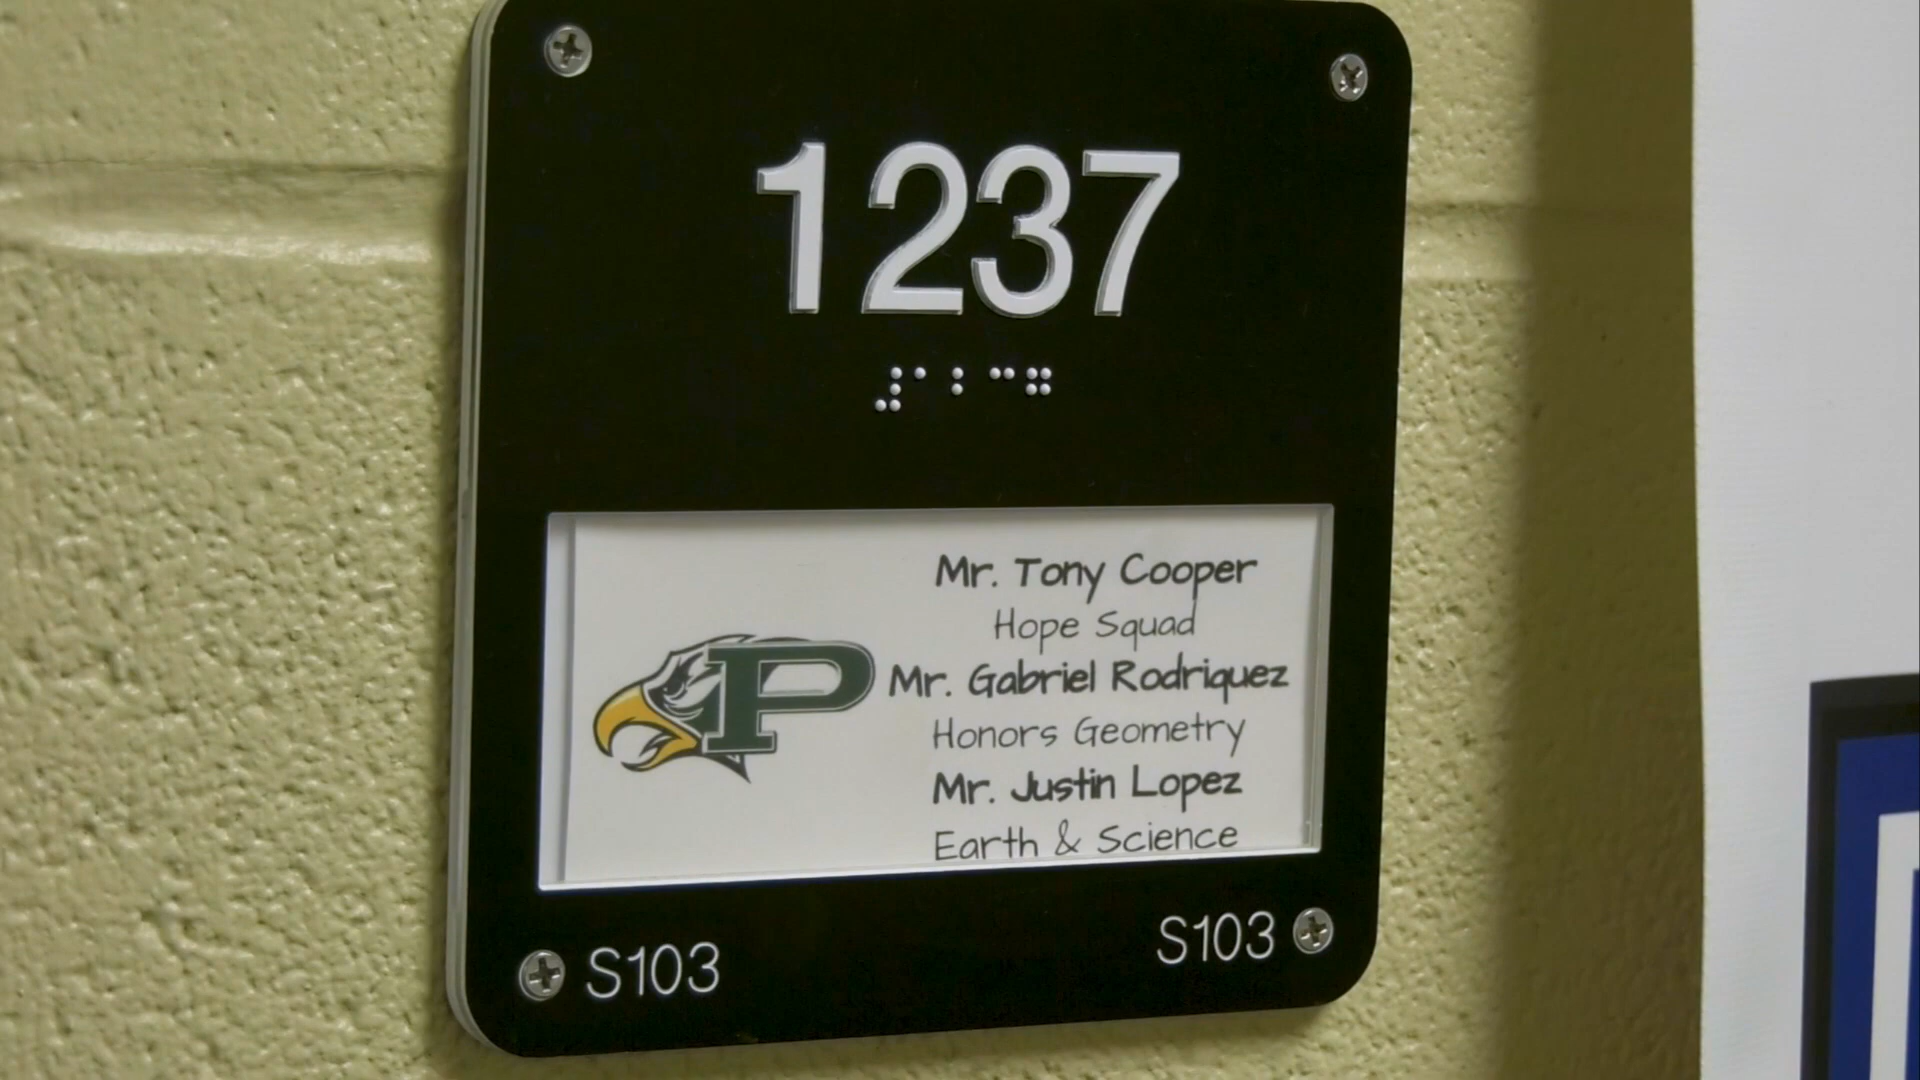 1237
⠼⠁⠃⠉⠛
Mr. Tony Cooper
Hope Squad
P
Mr. Gabriel Rodriquez
Honors Geometry
Mr. Justin Lopez
Earth & Science
S103
S103